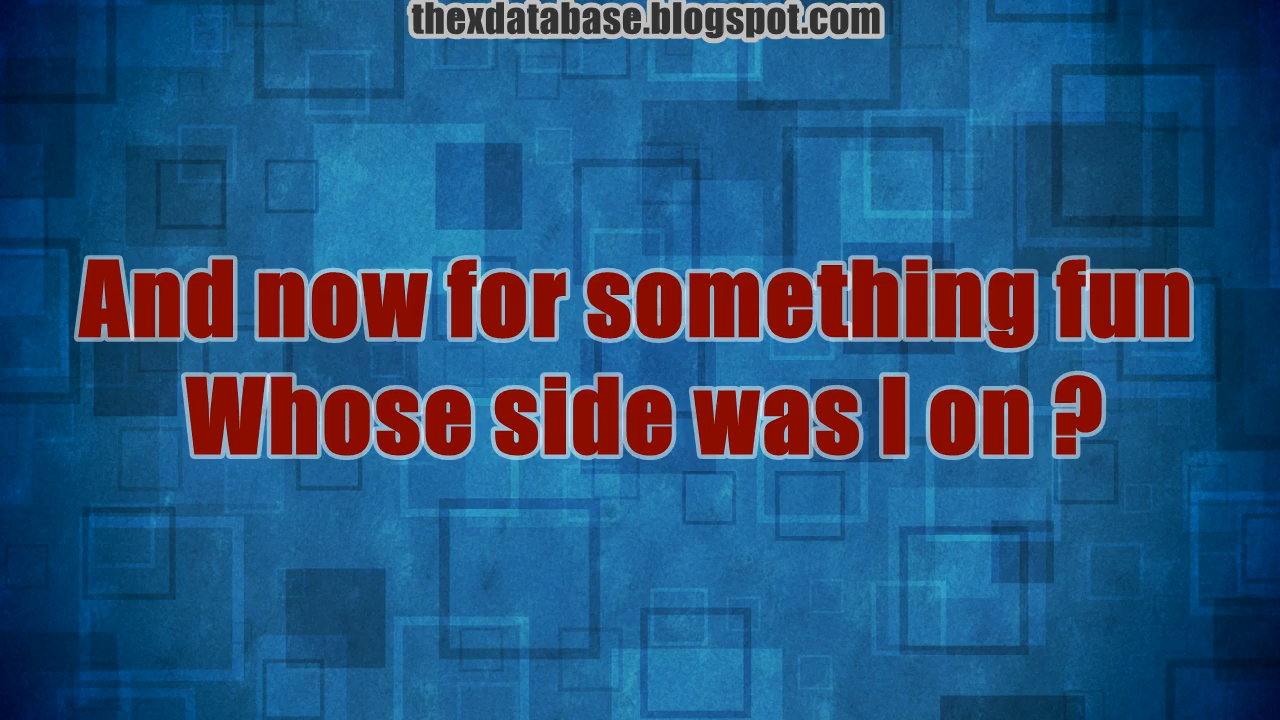 thexdatabase.blogspot.com
And now for something fun
Whose side was I on ?